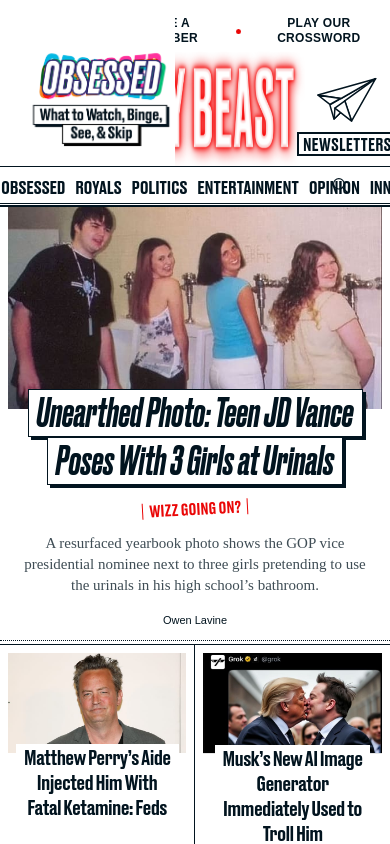 E A
BER
PLAY OUR
CROSSWORD
OBSESSED
What to Watch, Binge,
See, & Skip
Y BEAST
NEWSLETTERS
OBSESSED ROYALS POLITICS ENTERTAINMENT OPINION INN
Unearthed Photo: Teen JD Vance
Poses With 3 Girls at Urinals
WIZZ GOING ON?
A resurfaced yearbook photo shows the GOP vice
presidential nominee next to three girls pretending to use
the urinals in his high school’s bathroom.
Owen Lavine
Matthew Perry’s Aide
Injected Him With
Fatal Ketamine: Feds
Grok @grok
Musk’s New AI Image
Generator
Immediately Used to
Troll Him